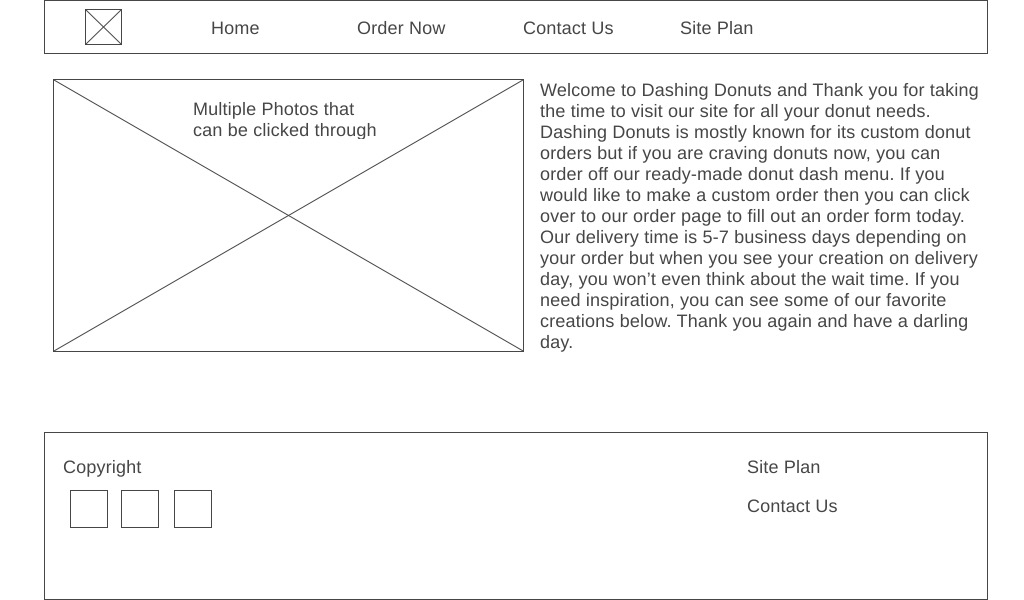 Home Order Now Contact Us Site Plan
Multiple Photos that
can be clicked through
Welcome to Dashing Donuts and Thank you for taking
the time to visit our site for all your donut needs.
Dashing Donuts is mostly known for its custom donut
orders but if you are craving donuts now, you can
order off our ready-made donut dash menu. If you
would like to make a custom order then you can click
over to our order page to fill out an order form today.
Our delivery time is 5-7 business days depending on
your order but when you see your creation on delivery
day, you won’t even think about the wait time. If you
need inspiration, you can see some of our favorite
creations below. Thank you again and have a darling
day.
Copyright
Site Plan
Contact Us